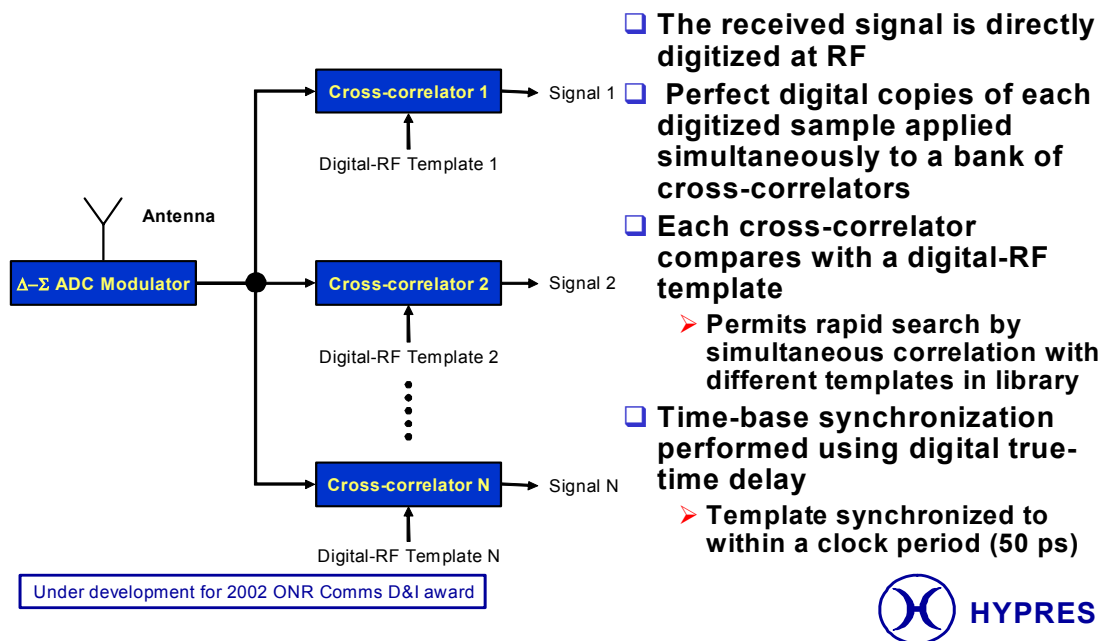 Cross-correlator 1
Signal 1
Digital-RF Template 1
Antenna
Δ–Σ ADC Modulator
Cross-correlator 2
Signal 2
Digital-RF Template 2
Cross-correlator N
Signal N
Digital-RF Template N
Under development for 2002 ONR Comms D&I award
The received signal is directly
digitized at RF
Perfect digital copies of each
digitized sample applied
simultaneously to a bank of
cross-correlators
Each cross-correlator
compares with a digital-RF
template
Permits rapid search by
simultaneous correlation with
different templates in library
Time-base synchronization
performed using digital true-
time delay
Template synchronized to
within a clock period (50 ps)
HYPRES